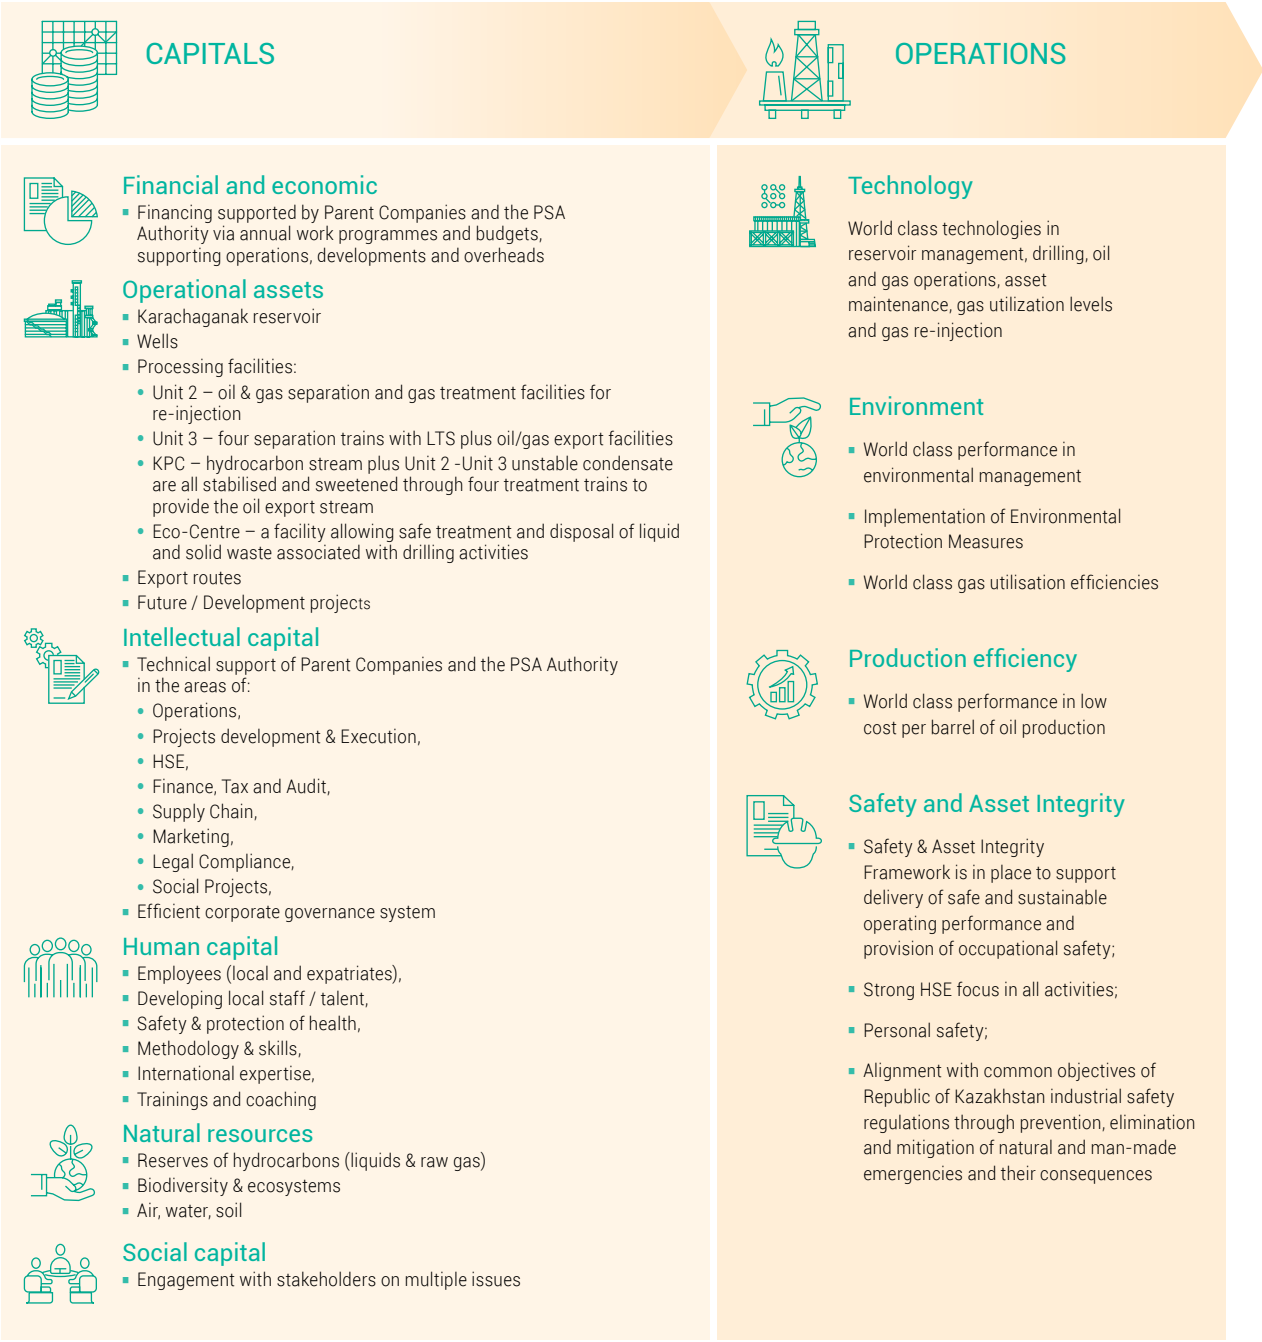 CAPITALS
Financial and economic
▪ Financing supported by Parent Companies and the PSA
Authority via annual work programmes and budgets,
supporting operations, developments and overheads
Operational assets
▪ Karachaganak reservoir
▪ Wells
▪ Processing facilities:
• Unit 2 – oil & gas separation and gas treatment facilities for
re-injection
• Unit 3 – four separation trains with LTS plus oil/gas export facilities
• KPC – hydrocarbon stream plus Unit 2 -Unit 3 unstable condensate
are all stabilised and sweetened through four treatment trains to
provide the oil export stream
• Eco-Centre – a facility allowing safe treatment and disposal of liquid
and solid waste associated with drilling activities
▪ Export routes
▪ Future / Development projects
Intellectual capital
▪ Technical support of Parent Companies and the PSA Authority
in the areas of:
• Operations,
• Projects development & Execution,
• HSE,
• Finance, Tax and Audit,
• Supply Chain,
• Marketing,
• Legal Compliance,
• Social Projects,
▪ Efficient corporate governance system
Human capital
▪ Employees (local and expatriates),
▪ Developing local staff / talent,
▪ Safety & protection of health,
▪ Methodology & skills,
▪ International expertise,
▪ Trainings and coaching
Natural resources
▪ Reserves of hydrocarbons (liquids & raw gas)
▪ Biodiversity & ecosystems
▪ Air, water, soil
Social capital
▪ Engagement with stakeholders on multiple issues
OPERATIONS
Technology
World class technologies in
reservoir management, drilling, oil
and gas operations, asset
maintenance, gas utilization levels
and gas re-injection
Environment
▪ World class performance in
environmental management
▪ Implementation of Environmental
Protection Measures
▪ World class gas utilisation efficiencies
Production efficiency
▪ World class performance in low
cost per barrel of oil production
Safety and Asset Integrity
▪ Safety & Asset Integrity
Framework is in place to support
delivery of safe and sustainable
operating performance and
provision of occupational safety;
▪ Strong HSE focus in all activities;
▪ Personal safety;
▪ Alignment with common objectives of
Republic of Kazakhstan industrial safety
regulations through prevention, elimination
and mitigation of natural and man-made
emergencies and their consequences